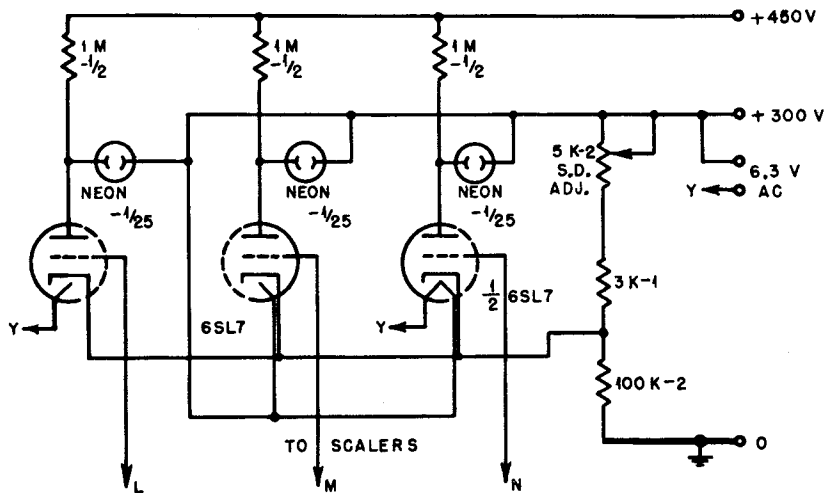 +450V
1 M
-1/2
1 M
-1/2
1 M
-1/2
+300 V
NEON
-1/25
NEON
-1/25
NEON
-1/25
5 K-2
S.D.
ADJ.
6.3 V
AC
Y
Y
6SL7
Y
1/2 6SL7
3 K-1
100 K-2
TO SCALERS
0
L
M
N